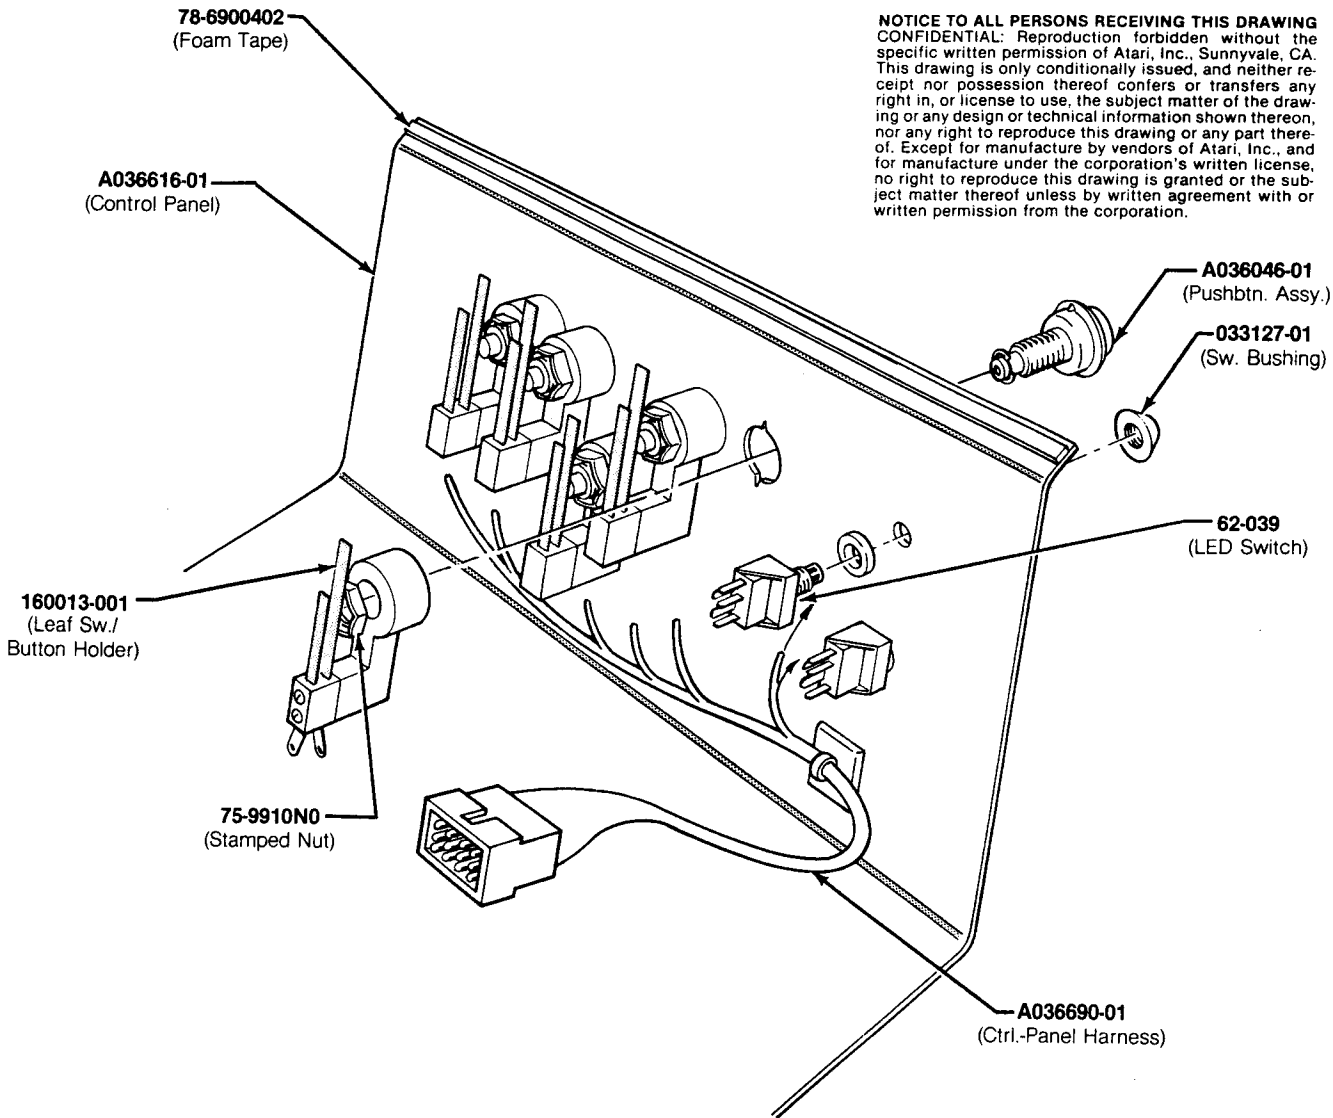 78-6900402
(Foam Tape)
NOTICE TO ALL PERSONS RECEIVING THIS DRAWING
CONFIDENTIAL: Reproduction forbidden without the
specific written permission of Atari, Inc., Sunnyvale, CA.
This drawing is only conditionally issued, and neither re-
ceipt nor possession thereof confers or transfers any
right in, or license to use, the subject matter of the draw-
ing or any design or technical information shown thereon,
nor any right to reproduce this drawing or any part there-
of. Except for manufacture by vendors of Atari, Inc., and
for manufacture under the corporation's written license,
no right to reproduce this drawing is granted or the sub-
ject matter thereof unless by written agreement with or
written permission from the corporation.
A036616-01
(Control Panel)
A036046-01
(Pushbtn. Assy.)
033127-01
(Sw. Bushing)
62-039
(LED Switch)
160013-001
(Leaf Sw./
Button Holder)
75-9910N0
(Stamped Nut)
A036690-01
(Ctrl.-Panel Harness)